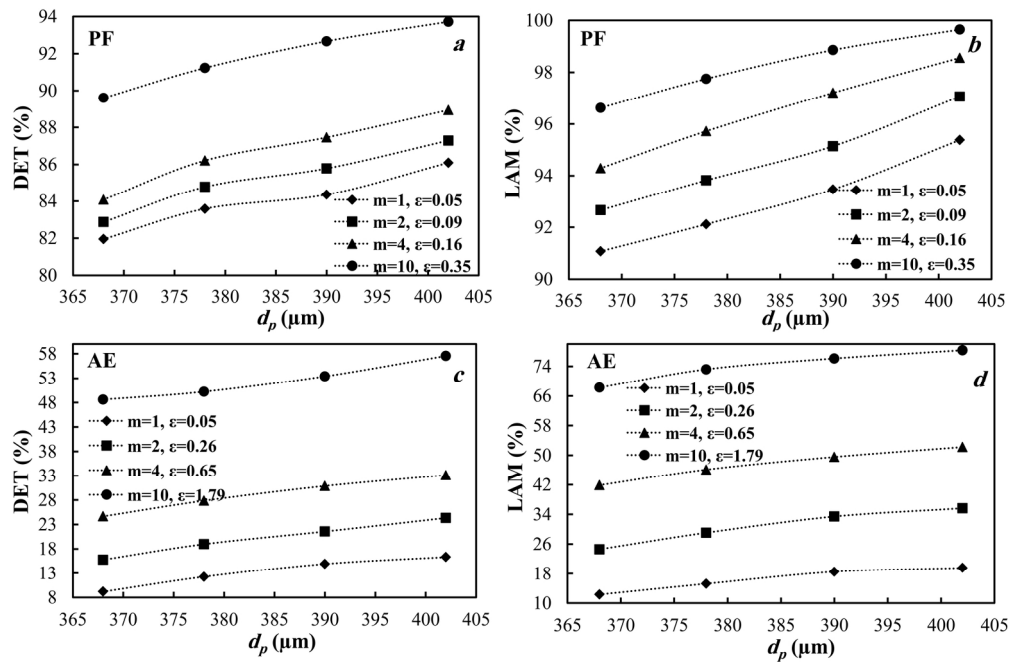 PF
a
DET (%)
94
92
90
88
86
84
82
80
m=1, ε=0.05
m=2, ε=0.09
m=4, ε=0.16
m=10, ε=0.35
365 370 375 380 385 390 395 400 405
dp (µm)
PF
b
LAM (%)
100
98
96
94
92
90
m=1, ε=0.05
m=2, ε=0.09
m=4, ε=0.16
m=10, ε=0.35
365 370 375 380 385 390 395 400 405
dp (µm)
AE
c
DET (%)
58
53
48
43
38
33
28
23
18
13
8
m=1, ε=0.05
m=2, ε=0.26
m=4, ε=0.65
m=10, ε=1.79
365 370 375 380 385 390 395 400 405
dp (µm)
AE
d
LAM (%)
74
66
58
50
42
34
26
18
10
m=1, ε=0.05
m=2, ε=0.26
m=4, ε=0.65
m=10, ε=1.79
365 370 375 380 385 390 395 400 405
dp (µm)